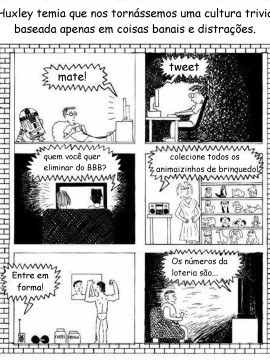 Huxley temia que nos tornássemos uma cultura trivial
baseada apenas em coisas banais e distrações.
mate!
tweet
quem você quer
eliminar do BBB?
colecione todos os
animaizinhos de brinquedo!
Entre em
forma!
Os números da
loteria são...